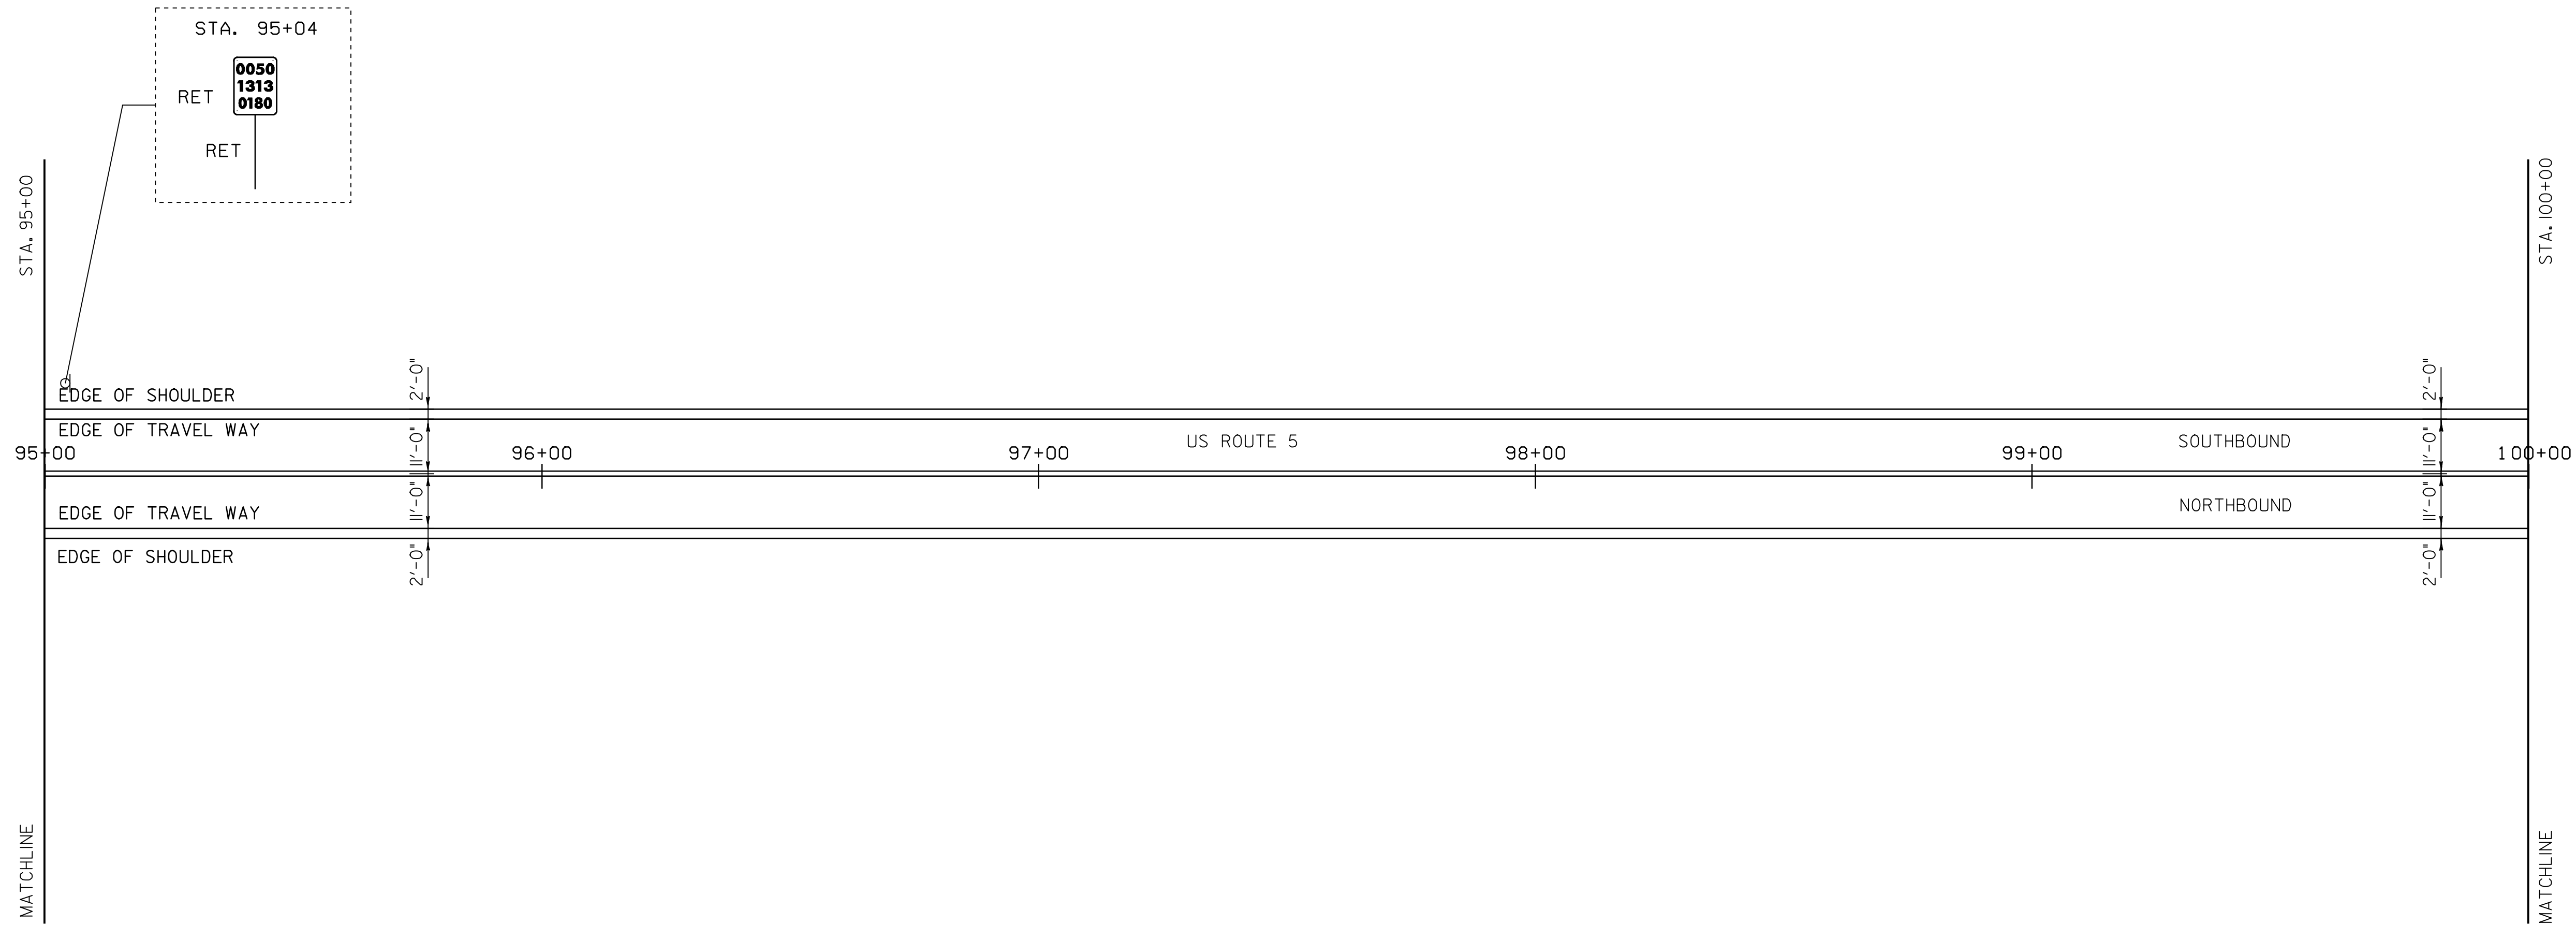 STA. 95+04
0050
1313
0180
RET
RET
STA. 95+00
STA. 100+00
2'-0"
2'-0"
EDGE OF SHOULDER
EDGE OF TRAVEL WAY
11'-0"
US ROUTE 5
SOUTHBOUND
11'-0"
95+00
96+00
97+00
98+00
99+00
100+00
EDGE OF TRAVEL WAY
11'-0"
NORTHBOUND
11'-0"
EDGE OF SHOULDER
2'-0"
2'-0"
MATCHLINE
MATCHLINE